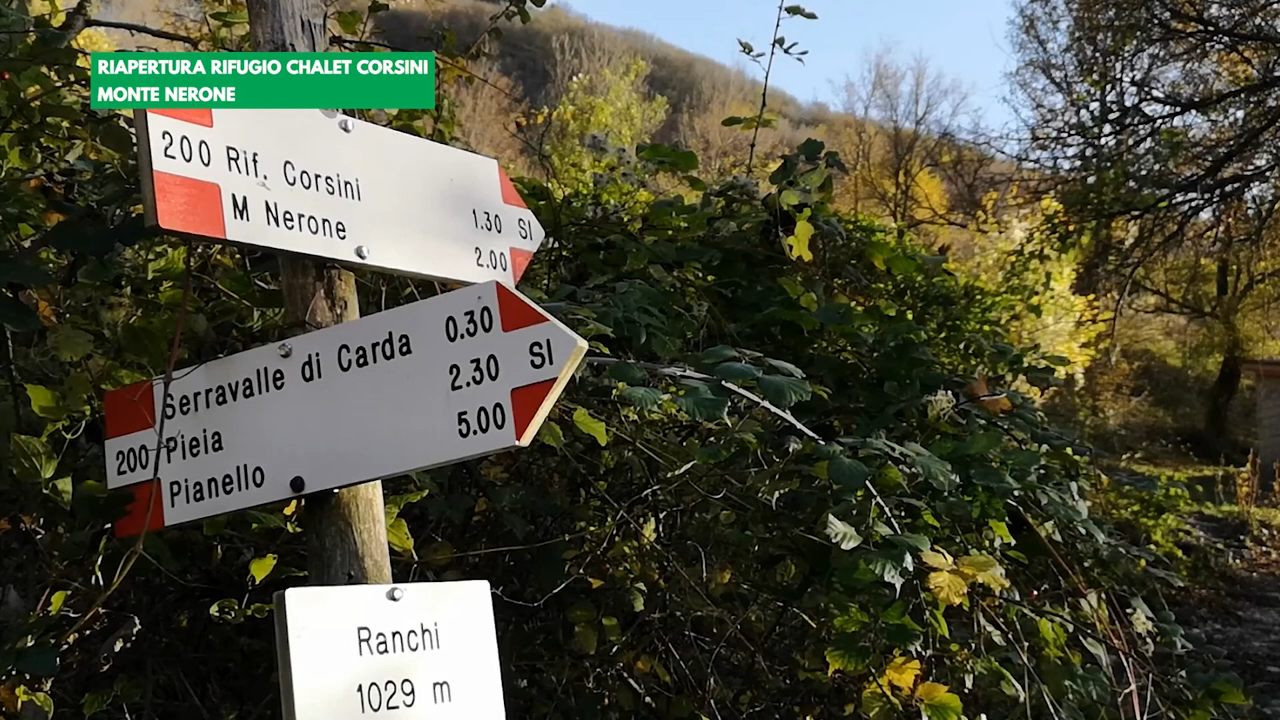 RIAPERTURA RIFUGIO CHALET CORSINI
MONTE NERONE
200 Rif. Corsini 1.30 SI
M Nerone 2.00
Serravalle di Carda 0.30
200 Pieia 2.30 SI
Pianello 5.00
Ranchi
1029 m